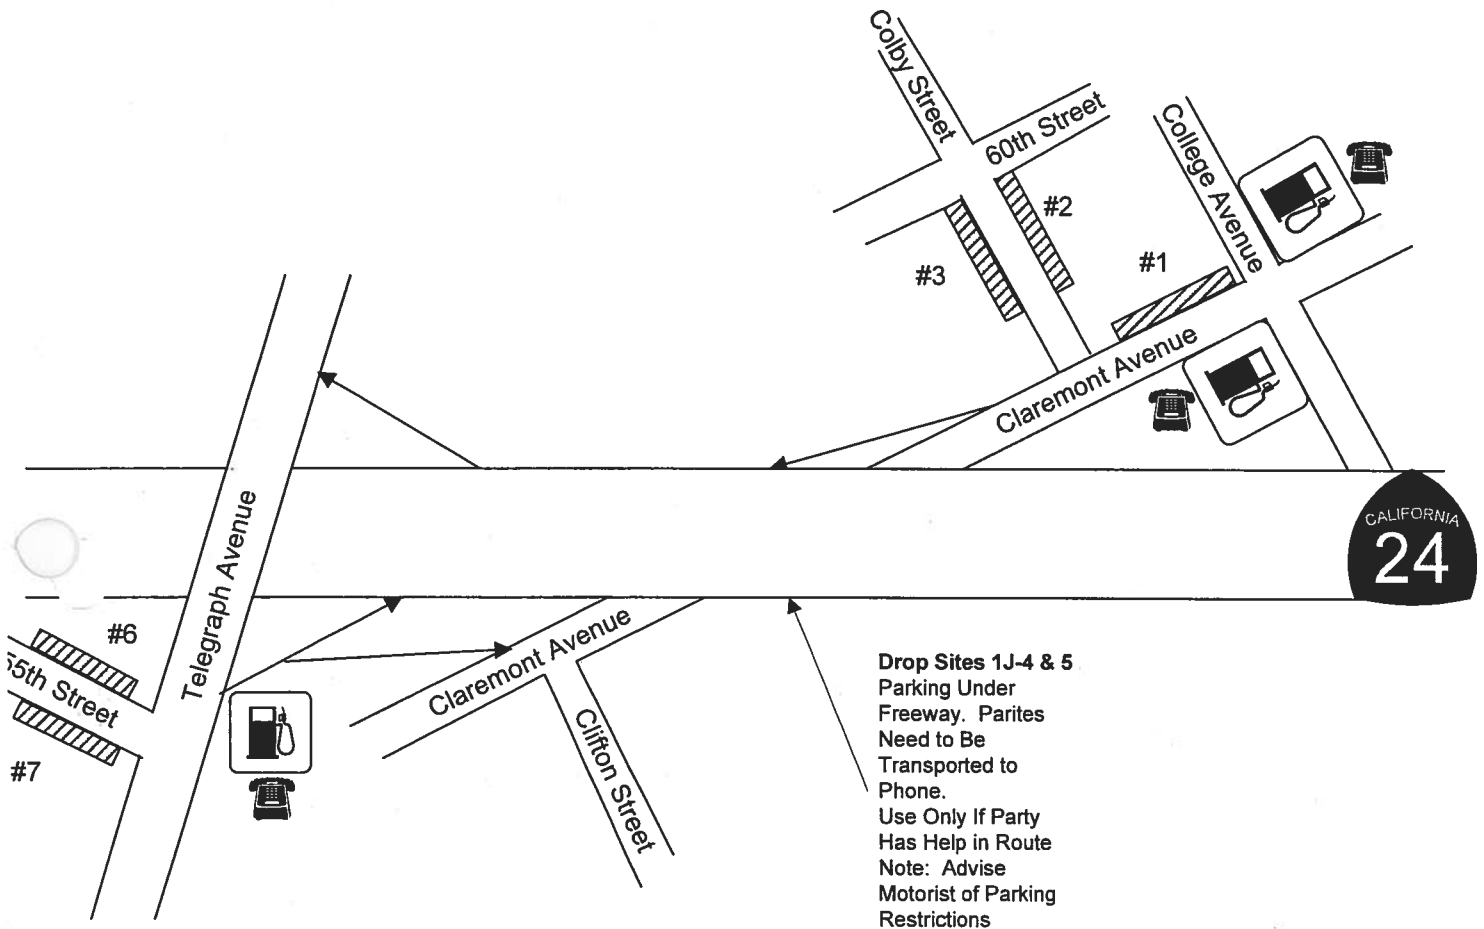 Colby Street
60th Street
College Avenue
#2
#3
#1
Claremont Avenue
CALIFORNIA
24
Telegraph Avenue
#6
55th Street
#7
Claremont Avenue
Clifton Street
Drop Sites 1J-4 & 5
Parking Under
Freeway. Parites
Need to Be
Transported to
Phone.
Use Only If Party
Has Help in Route
Note: Advise
Motorist of Parking
Restrictions